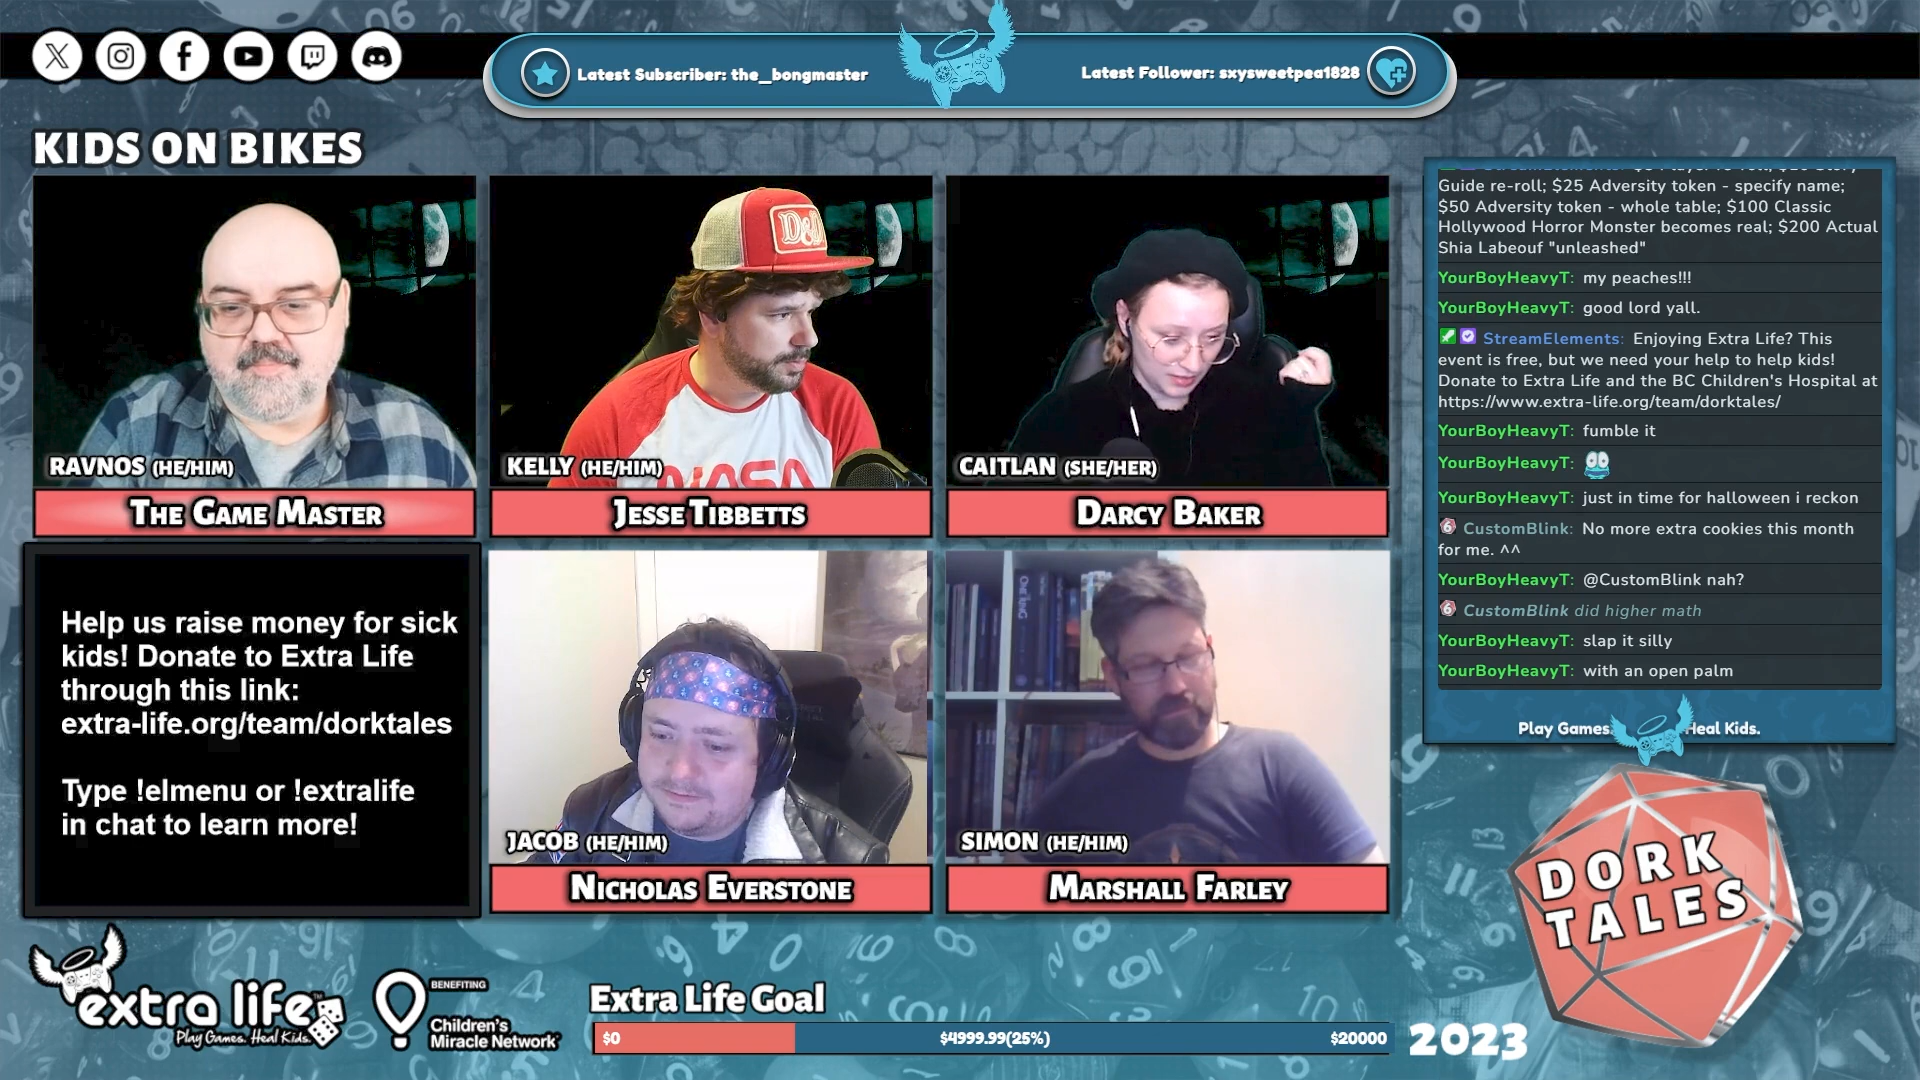 Latest Subscriber: the_bongmaster
Latest Follower: sxysweetpea1828
KIDS ON BIKES
D&D
NASA
RAVNOS (HE/HIM)
THE GAME MASTER
KELLY (HE/HIM)
JESSE TIBBETTS
CAITLAN (SHE/HER)
DARCY BAKER
Help us raise money for sick
kids! Donate to Extra Life
through this link:
extra-life.org/team/dorktales
Type !elmenu or !extralife
in chat to learn more!
JACOB (HE/HIM)
NICHOLAS EVERSTONE
SIMON (HE/HIM)
MARSHALL FARLEY
Guide re-roll; $25 Adversity token - specify name;
$50 Adversity token - whole table; $100 Classic
Hollywood Horror Monster becomes real; $200 Actual
Shia Labeouf "unleashed"
YourBoyHeavyT: my peaches!!!
YourBoyHeavyT: good lord yall.
StreamElements: Enjoying Extra Life? This
event is free, but we need your help to help kids!
Donate to Extra Life and the BC Children's Hospital at
https://www.extra-life.org/team/dorktales/
YourBoyHeavyT: fumble it
YourBoyHeavyT:
YourBoyHeavyT: just in time for halloween i reckon
CustomBlink: No more extra cookies this month
for me. ^^
YourBoyHeavyT: @CustomBlink nah?
CustomBlink did higher math
YourBoyHeavyT: slap it silly
YourBoyHeavyT: with an open palm
Play Games. Heal Kids.
DORK
TALES
extra life
Play Games. Heal Kids.
BENEFITING
Children's
Miracle Network
Extra Life Goal
$0
$4999.99(25%)
$20000
2023